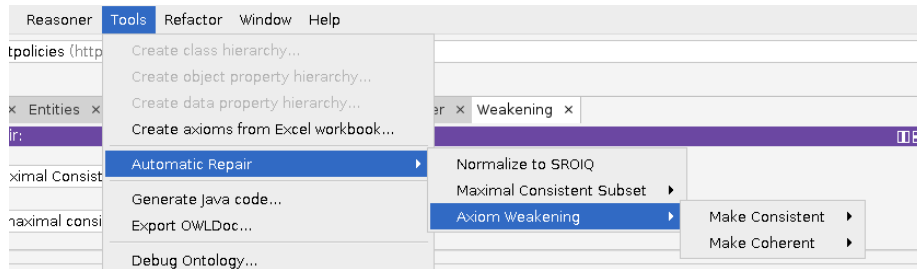 Reasoner Tools Refactor Window Help
tpolicies (http
Create class hierarchy...
Create object property hierarchy...
Create data property hierarchy...
× Entities × er × Weakening ×
Create axioms from Excel workbook...
ir:
Automatic Repair
Normalize to SROIQ
ximal Consist
Maximal Consistent Subset
Generate Java code...
Axiom Weakening
Make Consistent
naximal consi
Export OWLDoc...
Make Coherent
Debug Ontology...